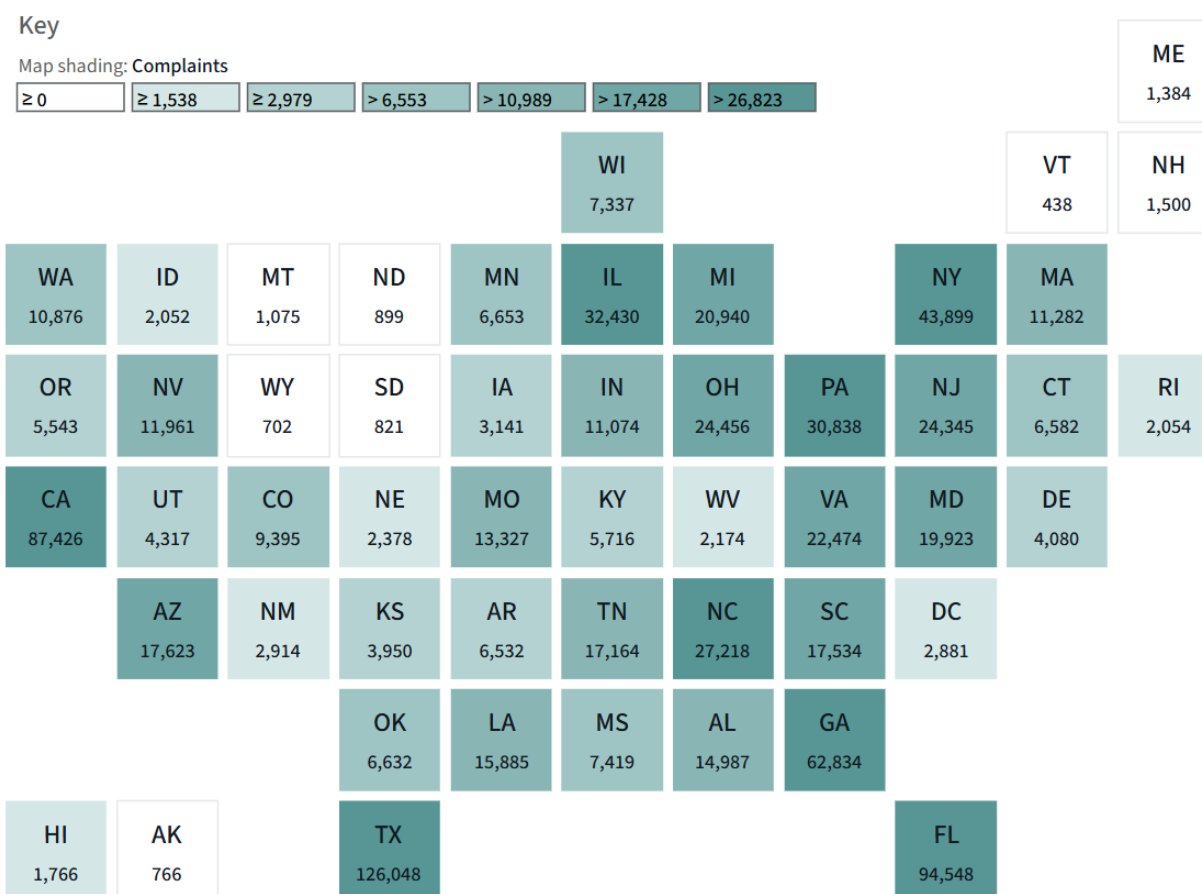 Key
Map shading: Complaints
≥ 0 ≥ 1,538 ≥ 2,979 > 6,553 > 10,989 > 17,428 > 26,823
ME
1,384
WI VT NH
7,337 438 1,500
WA ID MT ND MN IL MI NY MA
10,876 2,052 1,075 899 6,653 32,430 20,940 43,899 11,282
OR NV WY SD IA IN OH PA NJ CT RI
5,543 11,961 702 821 3,141 11,074 24,456 30,838 24,345 6,582 2,054
CA UT CO NE MO KY WV VA MD DE
87,426 4,317 9,395 2,378 13,327 5,716 2,174 22,474 19,923 4,080
AZ NM KS AR TN NC SC DC
17,623 2,914 3,950 6,532 17,164 27,218 17,534 2,881
OK LA MS AL GA
6,632 15,885 7,419 14,987 62,834
HI AK TX FL
1,766 766 126,048 94,548